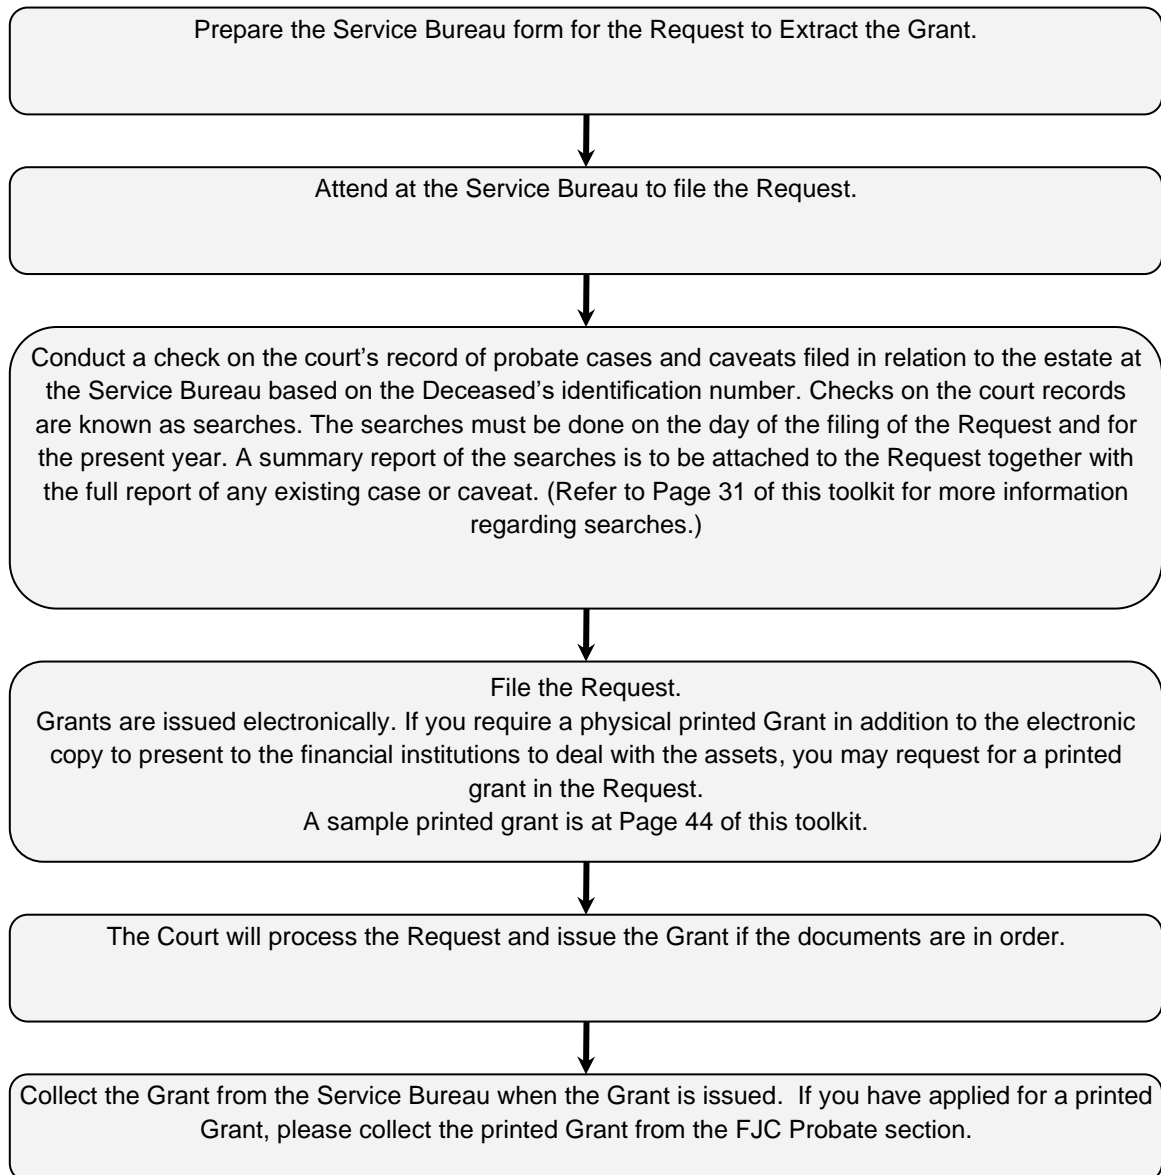 Prepare the Service Bureau form for the Request to Extract the Grant.
Attend at the Service Bureau to file the Request.
Conduct a check on the court’s record of probate cases and caveats filed in relation to the estate at
the Service Bureau based on the Deceased’s identification number. Checks on the court records
are known as searches. The searches must be done on the day of the filing of the Request and for
the present year. A summary report of the searches is to be attached to the Request together with
the full report of any existing case or caveat. (Refer to Page 31 of this toolkit for more information
regarding searches.)
File the Request.
Grants are issued electronically. If you require a physical printed Grant in addition to the electronic
copy to present to the financial institutions to deal with the assets, you may request for a printed
grant in the Request.
A sample printed grant is at Page 44 of this toolkit.
The Court will process the Request and issue the Grant if the documents are in order.
Collect the Grant from the Service Bureau when the Grant is issued.  If you have applied for a printed
Grant, please collect the printed Grant from the FJC Probate section.